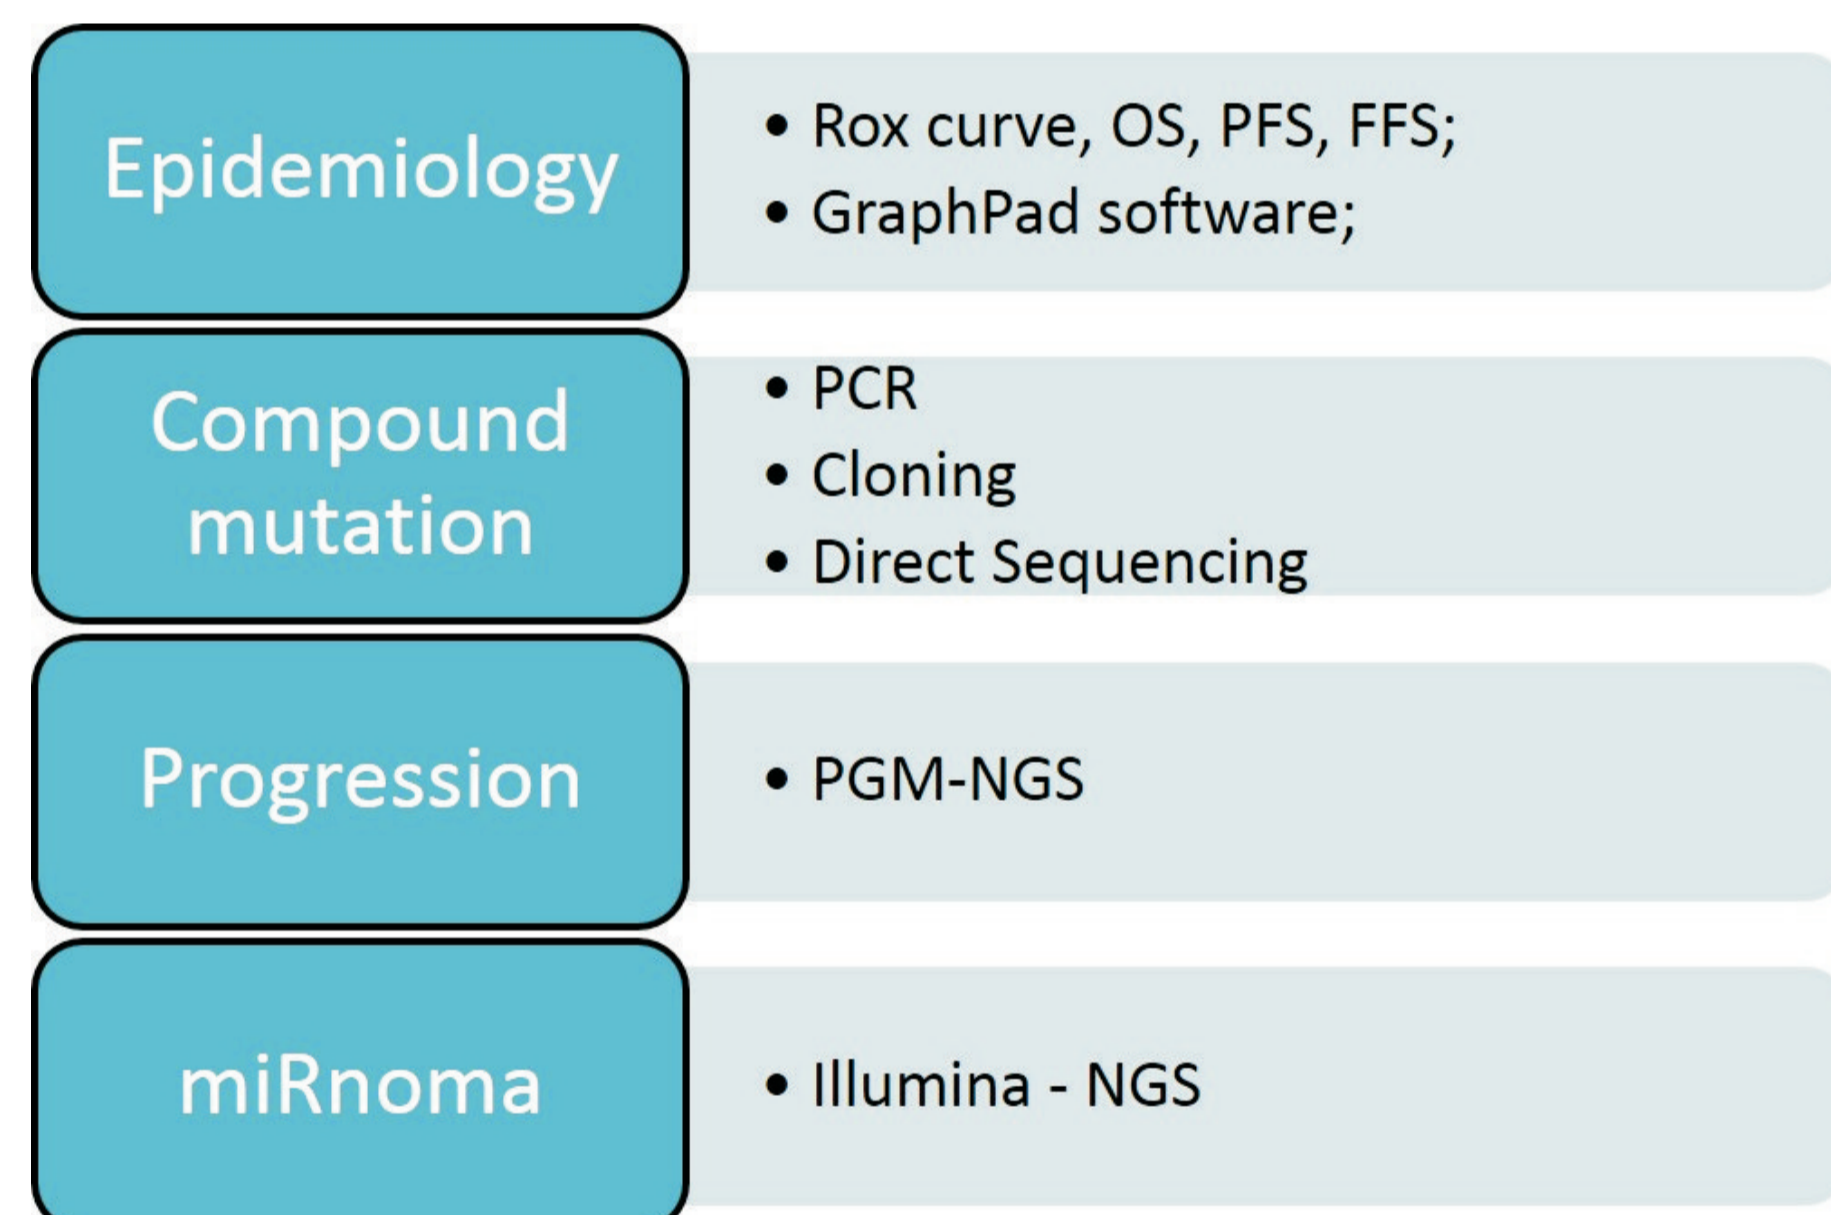 Epidemiology
• Rox curve, OS, PFS, FFS;
• GraphPad software;
Compound
mutation
• PCR
• Cloning
• Direct Sequencing
Progression
• PGM-NGS
miRnoma
• Illumina - NGS